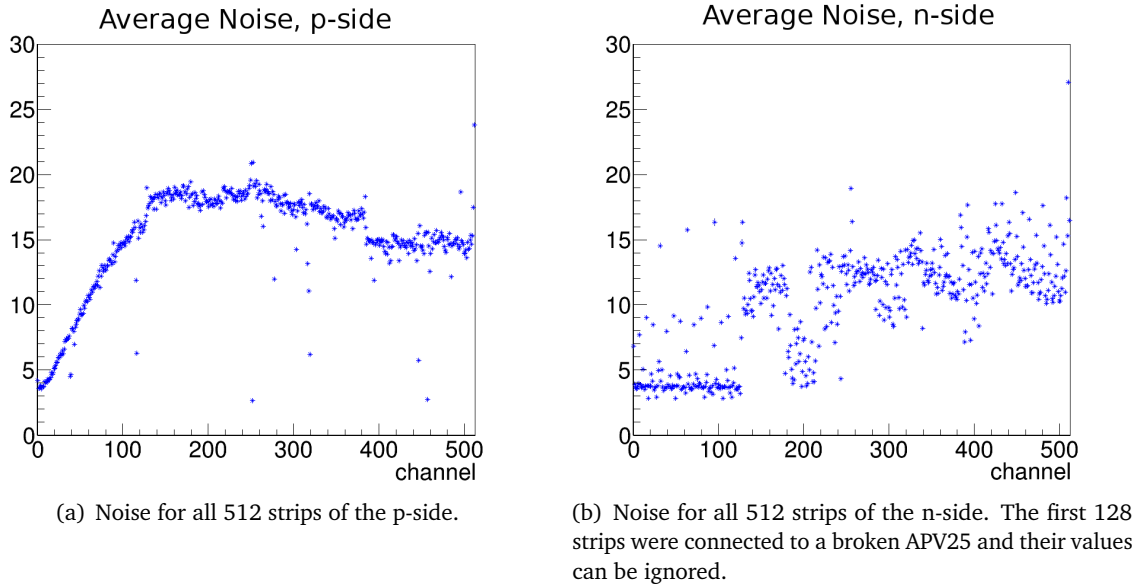 Average Noise, p-side
30
25
20
15
10
5
0
0 100 200 300 400 500
channel
(a) Noise for all 512 strips of the p-side.
Average Noise, n-side
30
25
20
15
10
5
0
0 100 200 300 400 500
channel
(b) Noise for all 512 strips of the n-side. The first 128
strips were connected to a broken APV25 and their values
can be ignored.